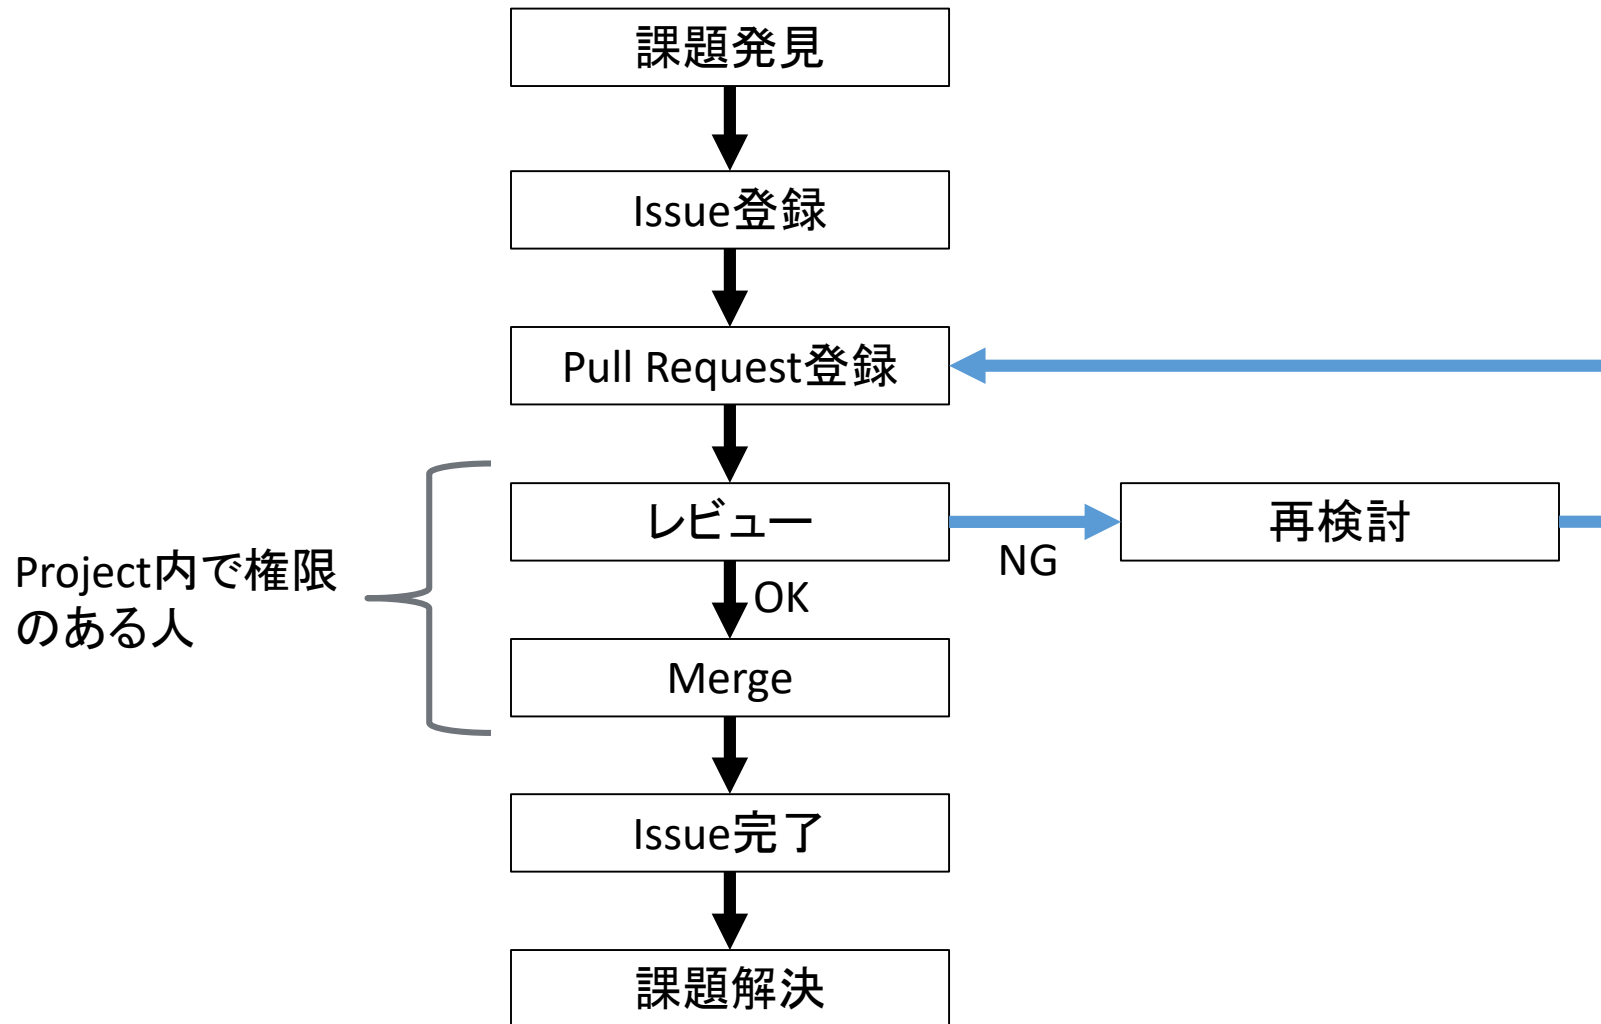 課題発見
Issue登録
Pull Request登録
レビュー
再検討
NG
Project内で権限
のある人
OK
Merge
Issue完了
課題解決